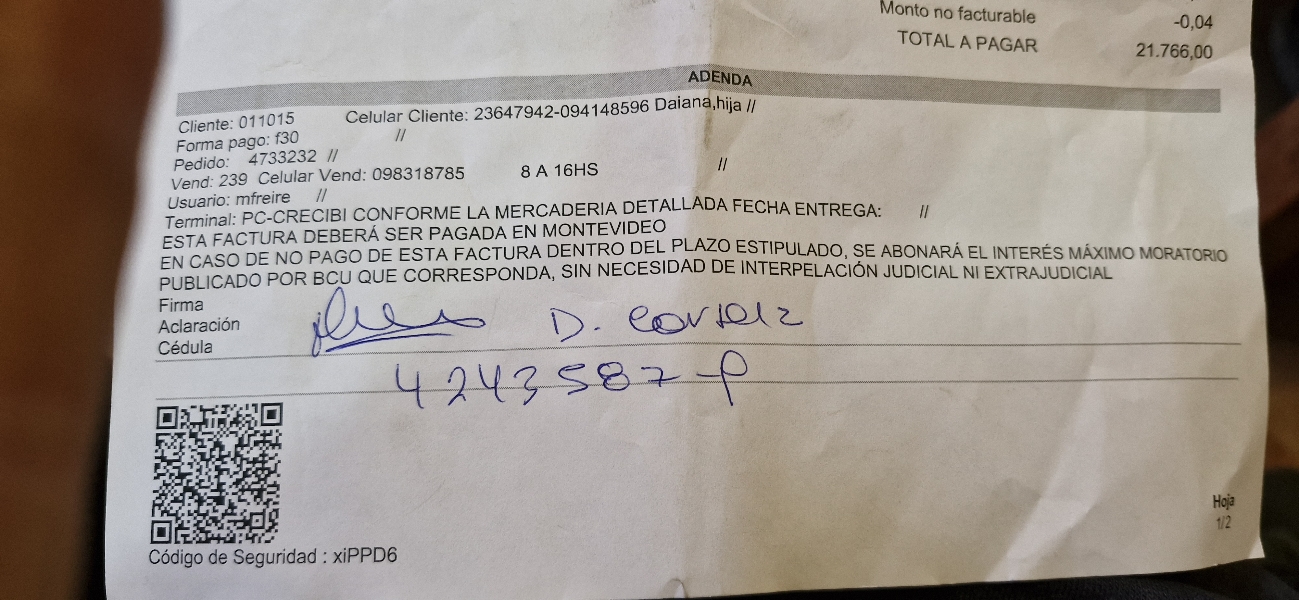 Monto no facturable -0,04
TOTAL A PAGAR 21.766,00
ADENDA
Cliente: 011015 Celular Cliente: 23647942-094148596 Daiana,hija //
Forma pago: f30 //
Pedido: 4733232 //
Vend: 239 Celular Vend: 098318785 8 A 16HS //
Usuario: mfreire //
Terminal: PC-CRECIBI CONFORME LA MERCADERIA DETALLADA FECHA ENTREGA: //
ESTA FACTURA DEBERÁ SER PAGADA EN MONTEVIDEO
EN CASO DE NO PAGO DE ESTA FACTURA DENTRO DEL PLAZO ESTIPULADO, SE ABONARÁ EL INTERÉS MÁXIMO MORATORIO
PUBLICADO POR BCU QUE CORRESPONDA, SIN NECESIDAD DE INTERPELACIÓN JUDICIAL NI EXTRAJUDICIAL
Firma
Aclaración D.
Cédula
4243587-
Código de Seguridad : xiPPD6
Hoja
1/2